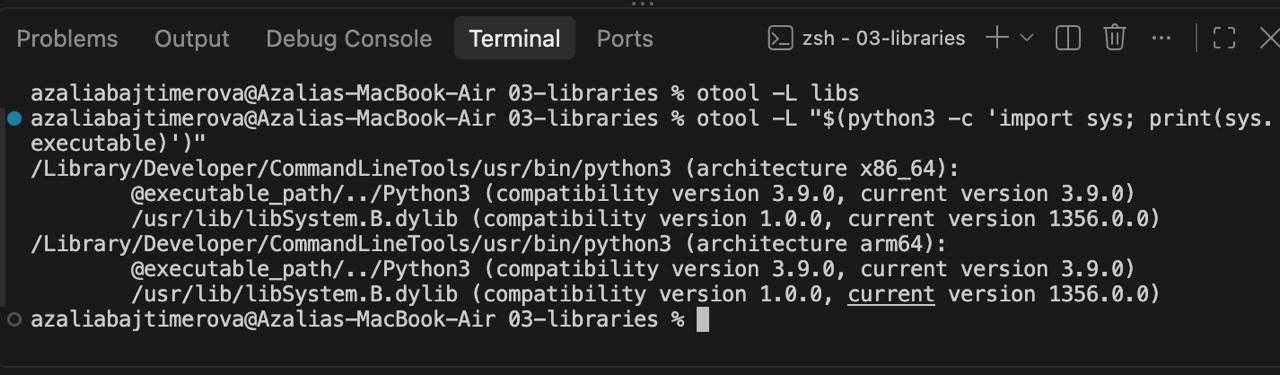 Problems Output Debug Console Terminal Ports zsh - 03-libraries
azaliabajtimerova@Azalias-MacBook-Air 03-libraries % otool -L libs
azaliabajtimerova@Azalias-MacBook-Air 03-libraries % otool -L "$(python3 -c 'import sys; print(sys.
executable)')"
/Library/Developer/CommandLineTools/usr/bin/python3 (architecture x86_64):
@executable_path/../Python3 (compatibility version 3.9.0, current version 3.9.0)
/usr/lib/libSystem.B.dylib (compatibility version 1.0.0, current version 1356.0.0)
/Library/Developer/CommandLineTools/usr/bin/python3 (architecture arm64):
@executable_path/../Python3 (compatibility version 3.9.0, current version 3.9.0)
/usr/lib/libSystem.B.dylib (compatibility version 1.0.0, current version 1356.0.0)
azaliabajtimerova@Azalias-MacBook-Air 03-libraries %